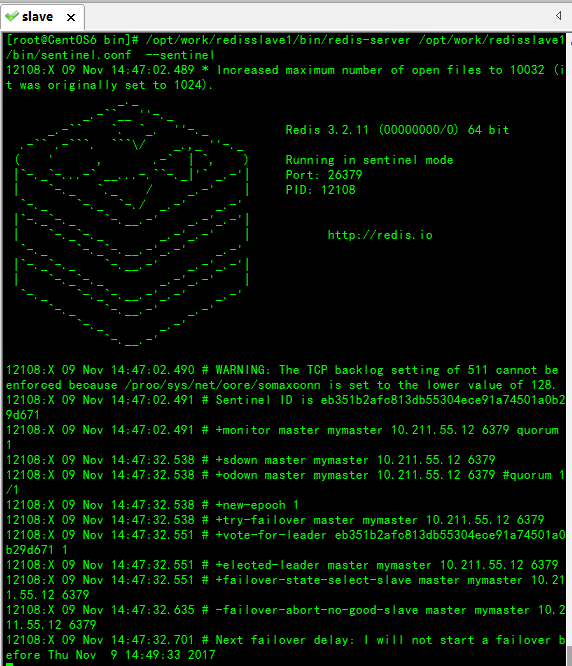 slave
[root@CentOS6 bin]# /opt/work/redisslave1/bin/redis-server /opt/work/redisslave1
/bin/sentinel.conf  --sentinel
12108:X 09 Nov 14:47:02.489 * Increased maximum number of open files to 10032 (i
t was originally set to 1024).
Redis 3.2.11 (00000000/0) 64 bit
Running in sentinel mode
Port: 26379
PID: 12108
http://redis.io
12108:X 09 Nov 14:47:02.490 # WARNING: The TCP backlog setting of 511 cannot be
enforced because /proc/sys/net/core/somaxconn is set to the lower value of 128.
12108:X 09 Nov 14:47:02.491 # Sentinel ID is eb351b2afc813db55304ece91a74501a0b2
9d671
12108:X 09 Nov 14:47:02.491 # +monitor master mymaster 10.211.55.12 6379 quorum
1
12108:X 09 Nov 14:47:32.538 # +sdown master mymaster 10.211.55.12 6379
12108:X 09 Nov 14:47:32.538 # +odown master mymaster 10.211.55.12 6379 #quorum 1
/1
12108:X 09 Nov 14:47:32.538 # +new-epoch 1
12108:X 09 Nov 14:47:32.538 # +try-failover master mymaster 10.211.55.12 6379
12108:X 09 Nov 14:47:32.551 # +vote-for-leader eb351b2afc813db55304ece91a74501a0
b29d671 1
12108:X 09 Nov 14:47:32.551 # +elected-leader master mymaster 10.211.55.12 6379
12108:X 09 Nov 14:47:32.551 # +failover-state-select-slave master mymaster 10.21
1.55.12 6379
12108:X 09 Nov 14:47:32.635 # -failover-abort-no-good-slave master mymaster 10.2
11.55.12 6379
12108:X 09 Nov 14:47:32.701 # Next failover delay: I will not start a failover b
efore Thu Nov  9 14:49:33 2017